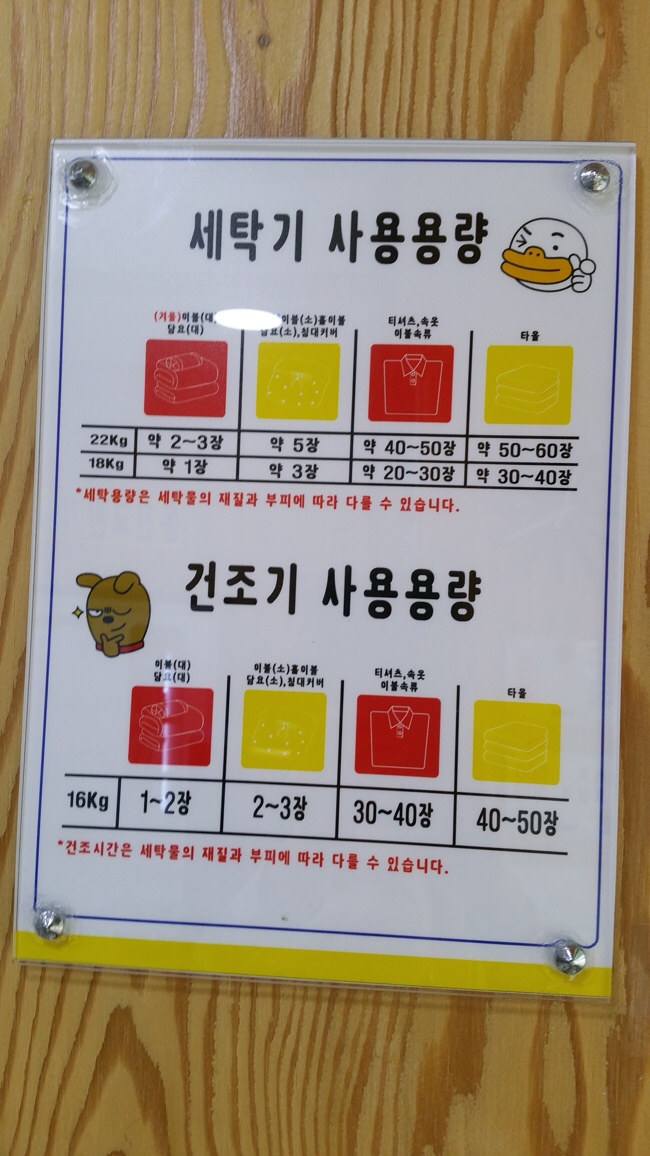 세탁기 사용용량
(겨울)이불(대)
담요(대)
이불(소)홑이불
담요(소),침대커버
티셔츠,속옷
이불속류
타올
22Kg 약 2~3장 약 5장 약 40~50장 약 50~60장
18Kg 약 1장 약 3장 약 20~30장 약 30~40장
*세탁용량은 세탁물의 재질과 부피에 따라 다를 수 있습니다.
건조기 사용용량
이불(대)
담요(대)
이불(소)홑이불
담요(소),침대커버
티셔츠,속옷
이불속류
타올
16Kg 1~2장 2~3장 30~40장 40~50장
*건조시간은 세탁물의 재질과 부피에 따라 다를 수 있습니다.